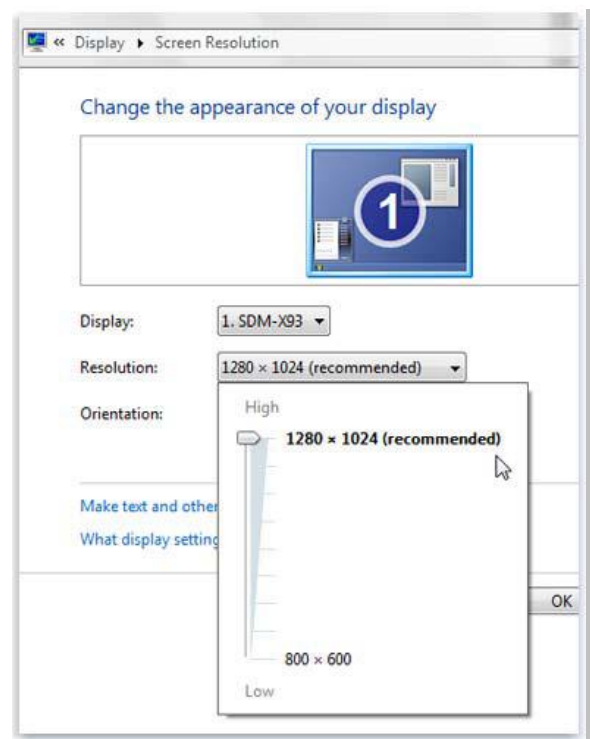 « Display ▸ Screen Resolution
Change the appearance of your display
1
Display: 1. SDM-X93
Resolution: 1280 × 1024 (recommended)
Orientation:
High
1280 × 1024 (recommended)
Make text and other
What display setting
OK
800 × 600
Low